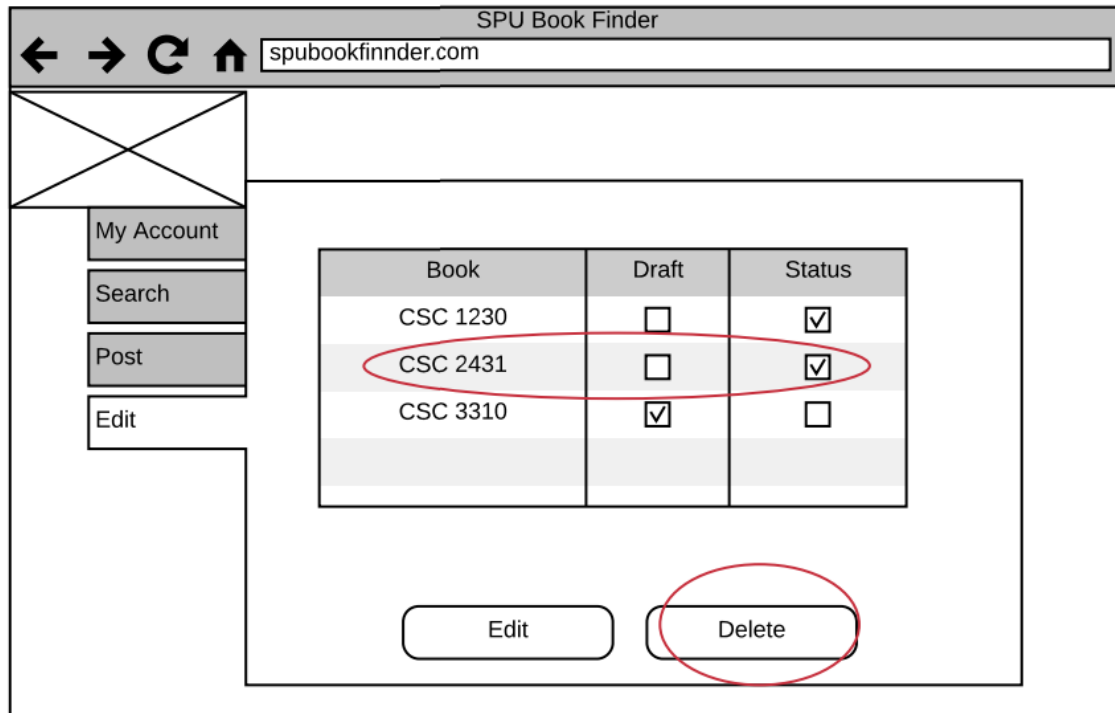 SPU Book Finder
spubookfinnder.com
My Account
Search
Post
Edit
Book Draft Status
CSC 1230
CSC 2431
CSC 3310
Edit Delete